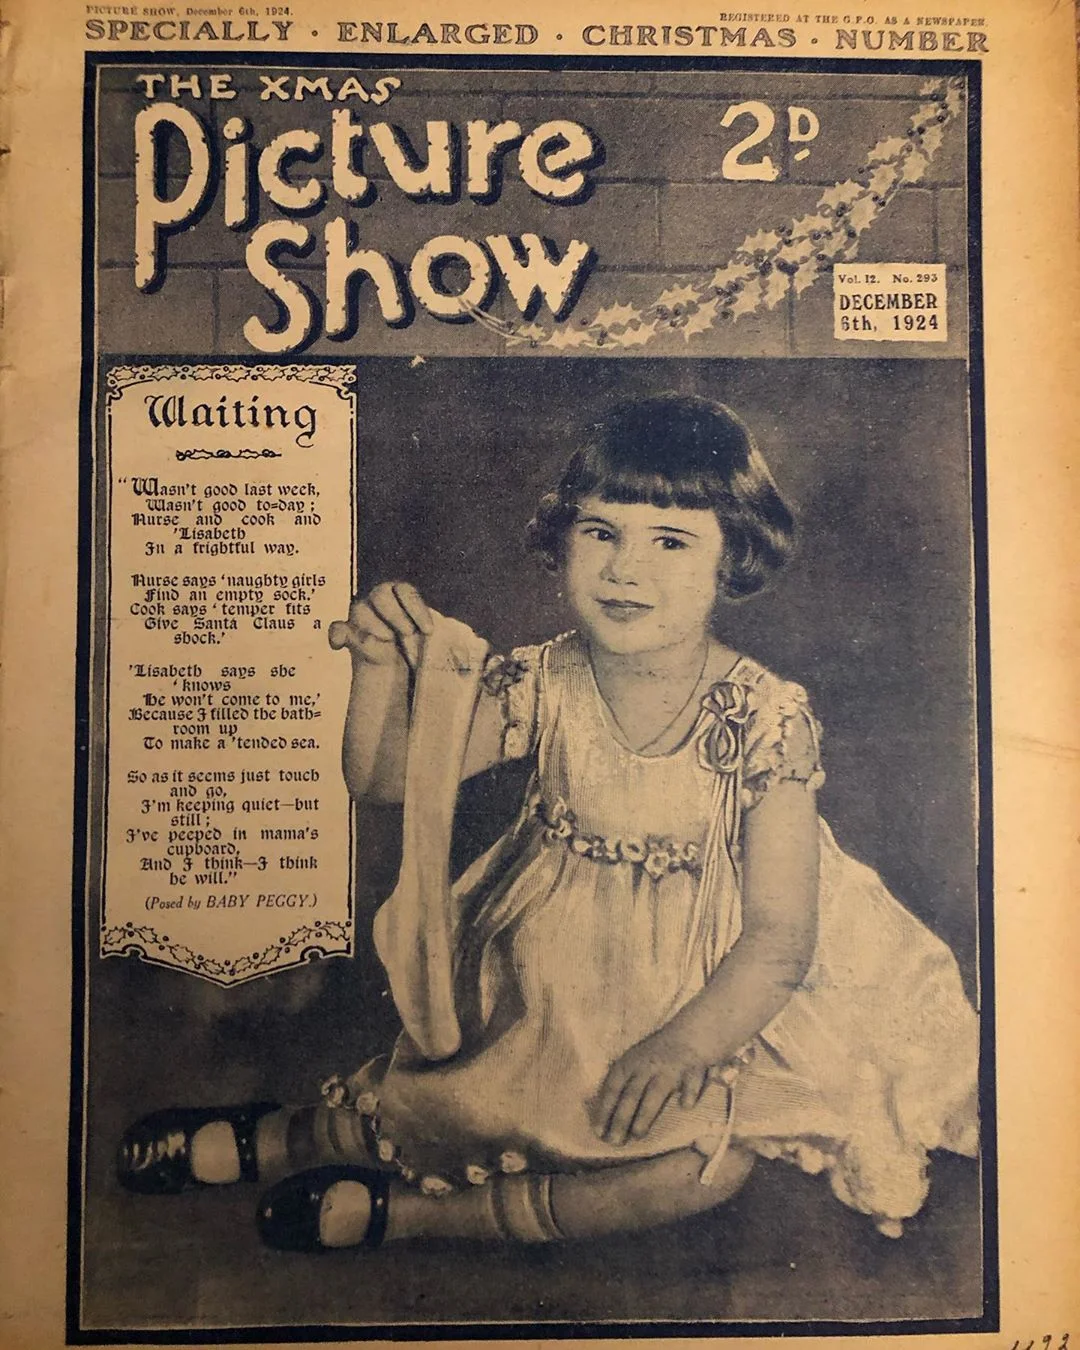 PICTURE SHOW, December 6th, 1924.
REGISTERED AT THE G.P.O. AS A NEWSPAPER.
SPECIALLY · ENLARGED · CHRISTMAS · NUMBER
THE XMAS
Picture
Show
2D.
Vol. 12. No. 293
DECEMBER
6th, 1924
Waiting
"Wasn't good last week,
Wasn't good to=day;
Nurse and cook and
'Lisabeth
In a frightful way.
Nurse says 'naughty girls
Find an empty sock.'
Cook says 'temper fits
Give Santa Claus a
shock.'
'Lisabeth says she
'knows
He won't come to me,'
Because I filled the bath=
room up
To make a 'tended sea.
So as it seems just touch
and go,
I'm keeping quiet—but
still;
I've peeped in mama's
cupboard,
And I think—I think
he will."
(Posed by BABY PEGGY.)